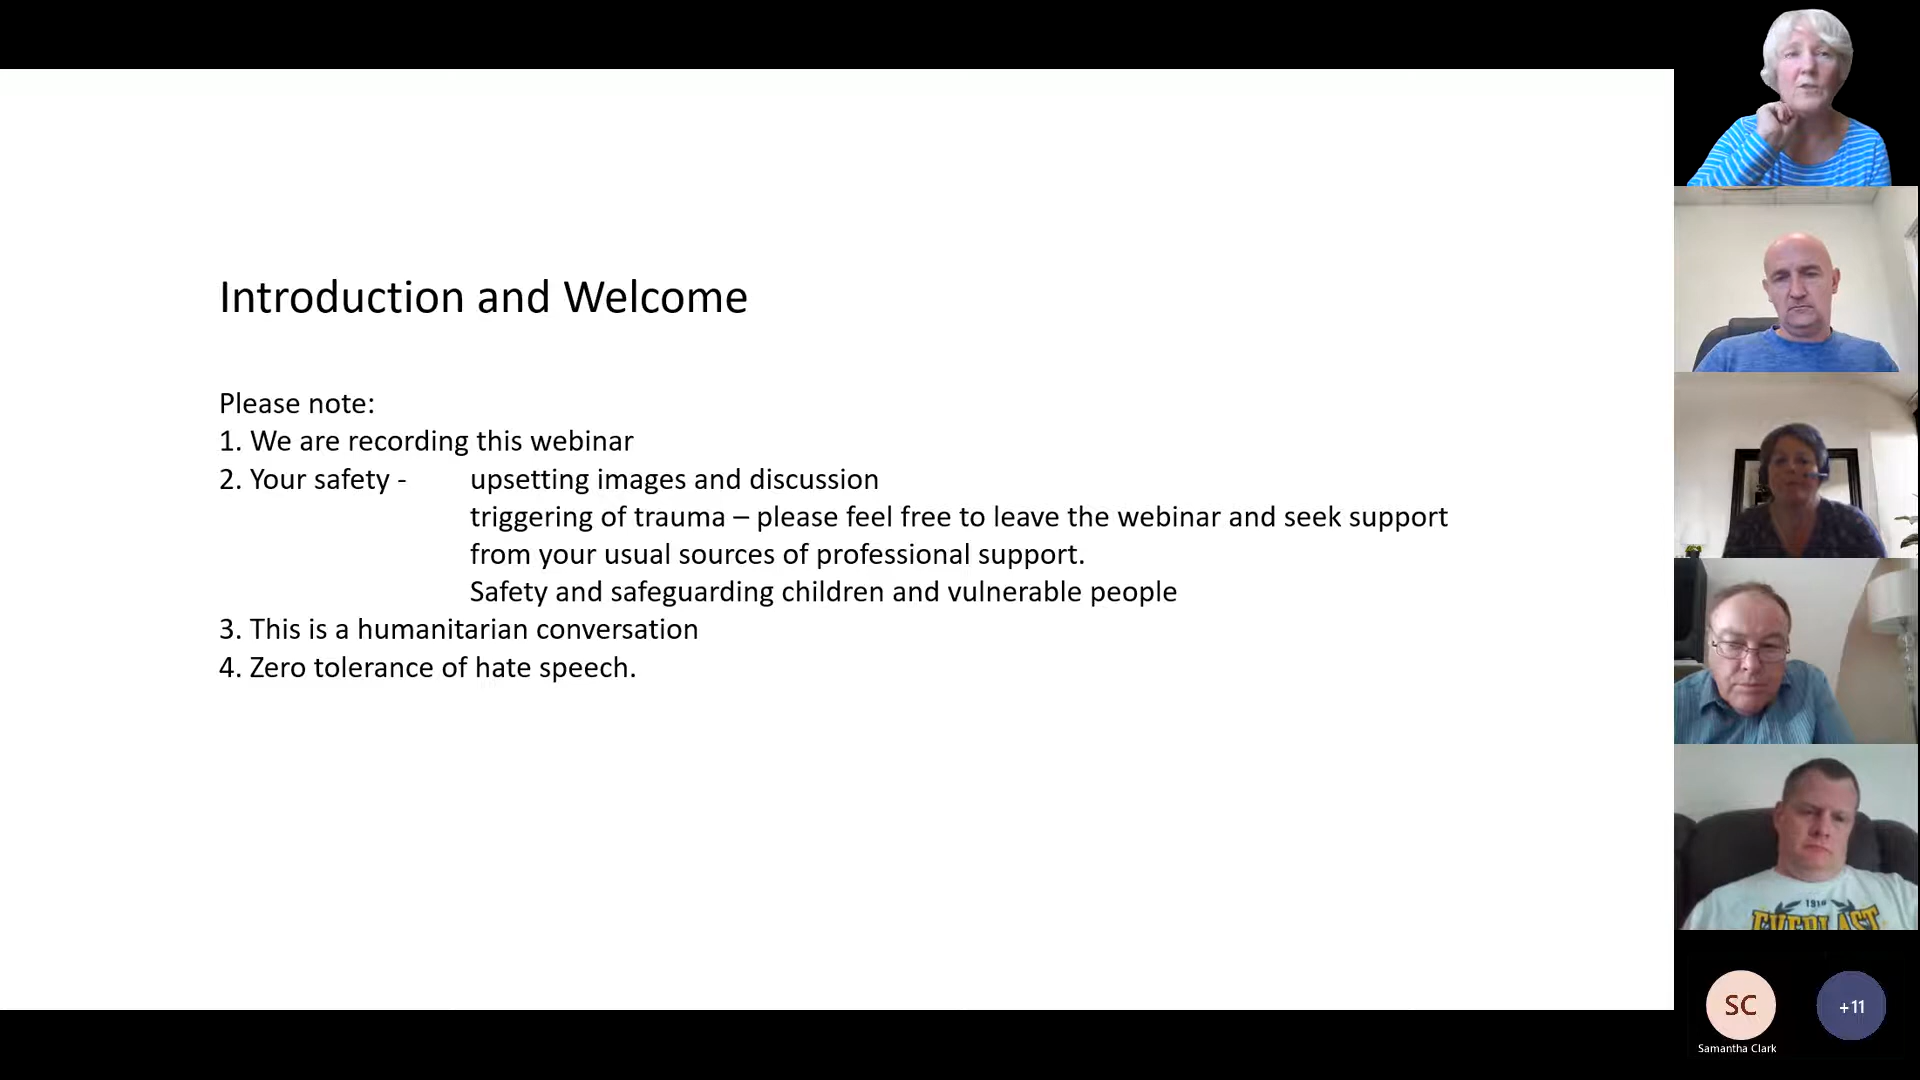 Introduction and Welcome
Please note:
1. We are recording this webinar
2. Your safety - upsetting images and discussion
triggering of trauma – please feel free to leave the webinar and seek support
from your usual sources of professional support.
Safety and safeguarding children and vulnerable people
3. This is a humanitarian conversation
4. Zero tolerance of hate speech.
1910
EVERLAST
SC
+11
Samantha Clark